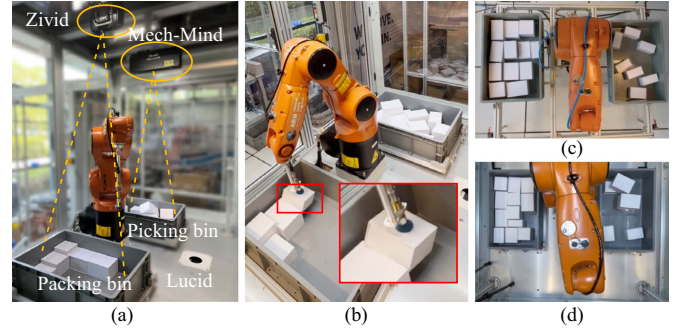 Zivid
Mech-Mind
Picking bin
Packing bin
Lucid
(a)
(b)
(c)
(d)